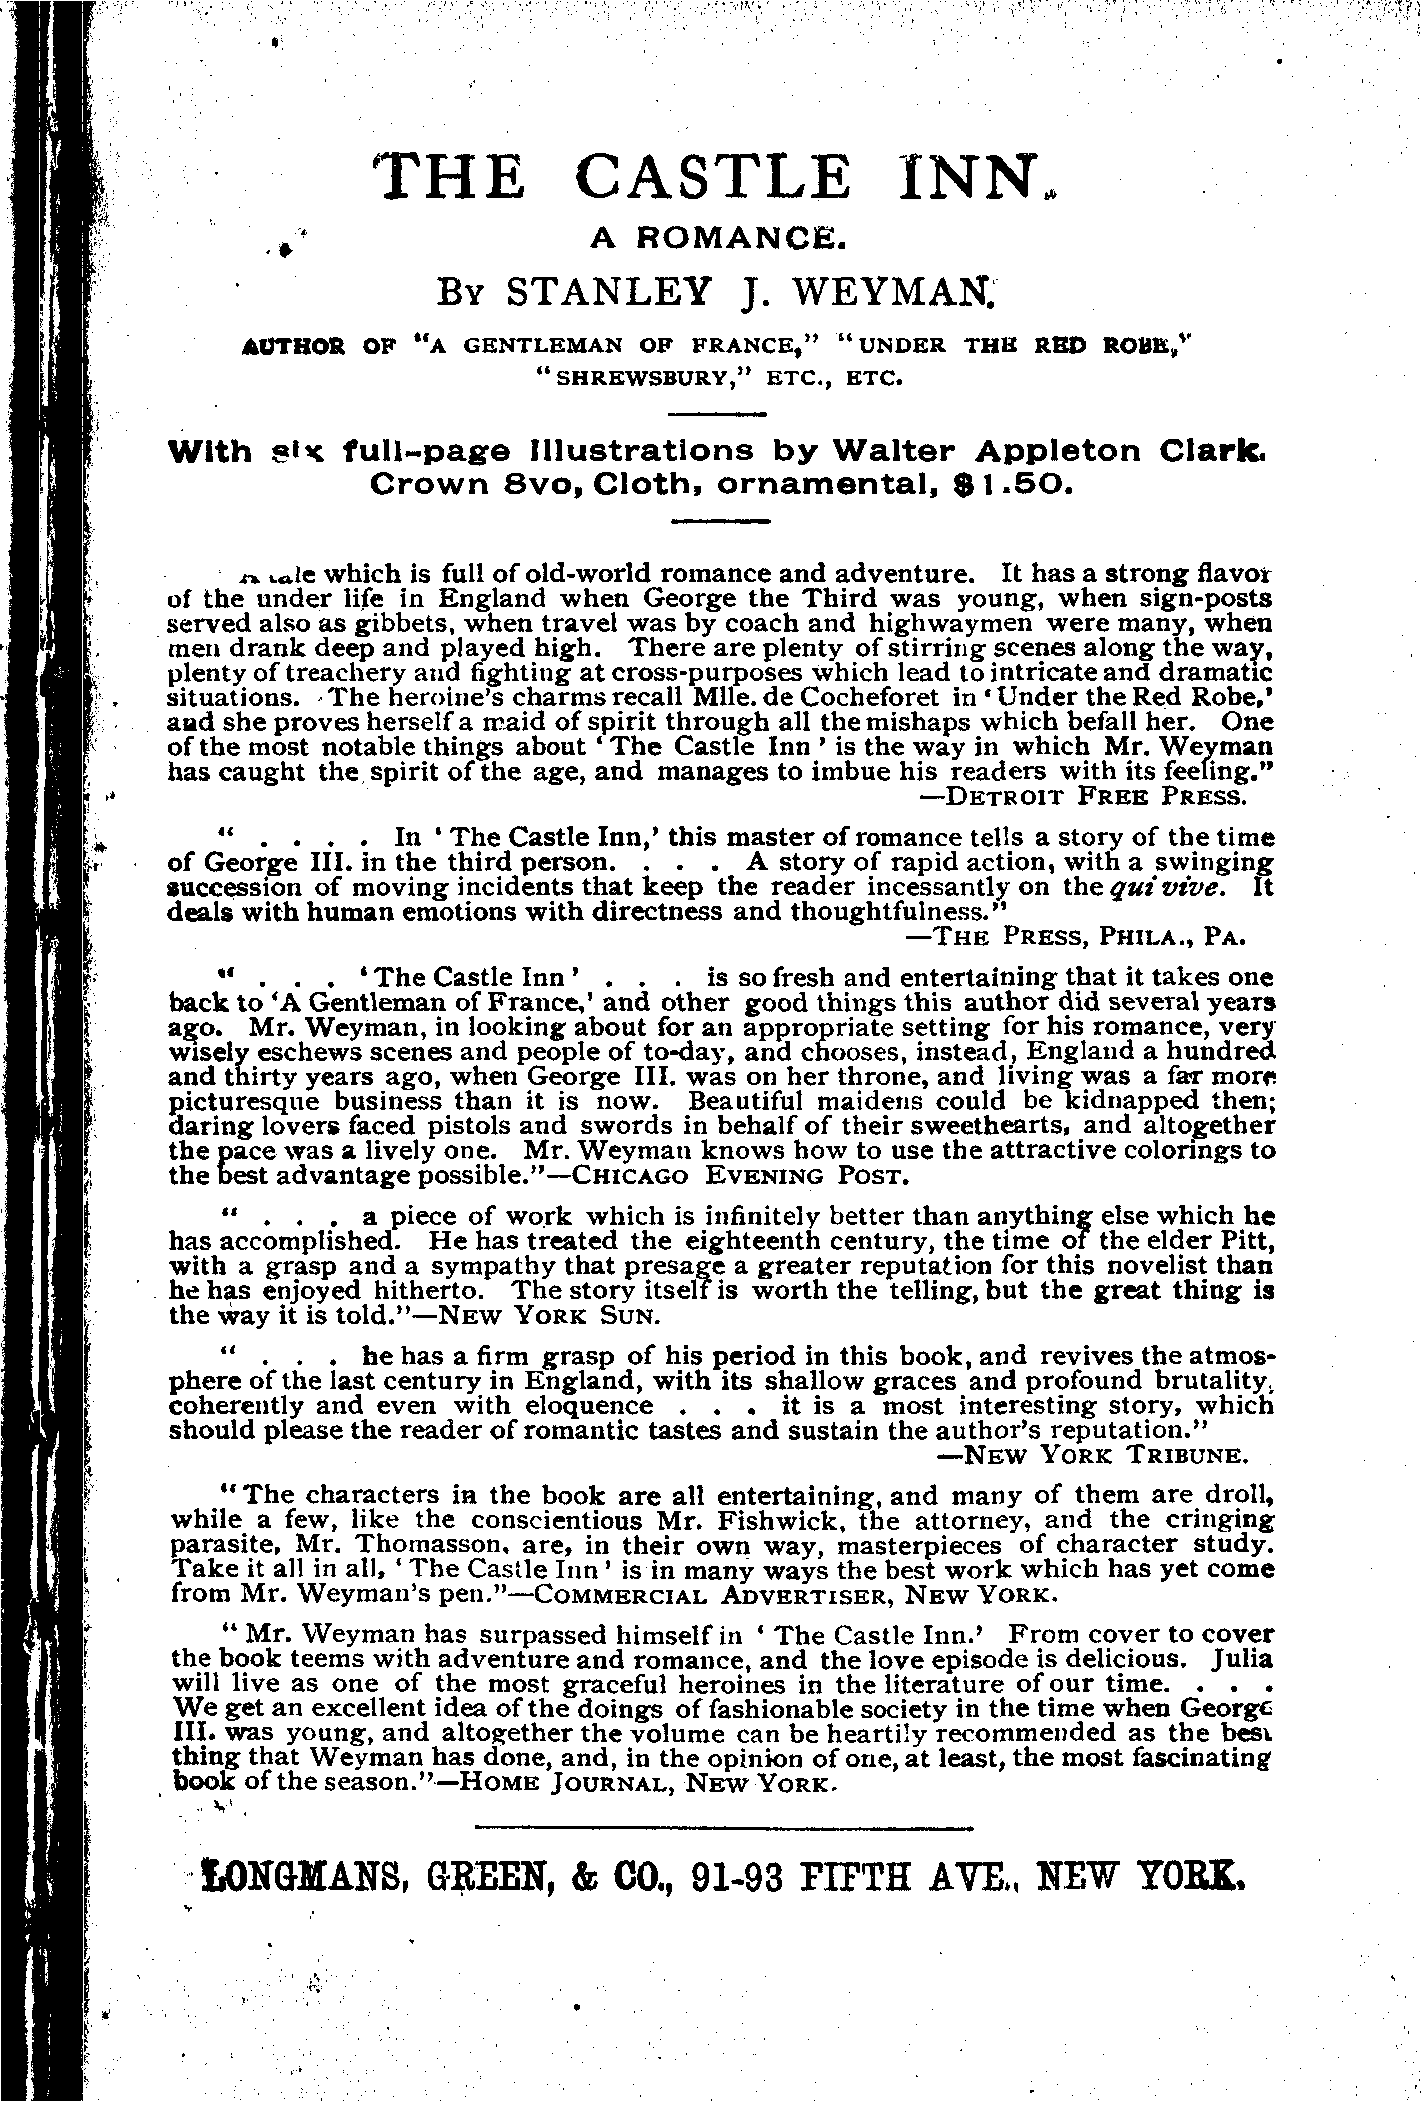 THE CASTLE INN.
A ROMANCE.
By STANLEY J. WEYMAN.
AUTHOR OF "A GENTLEMAN OF FRANCE," "UNDER THE RED ROBE,"
"SHREWSBURY," ETC., ETC.
With six full-page Illustrations by Walter Appleton Clark.
Crown 8vo, Cloth, ornamental, $1.50.
A tale which is full of old-world romance and adventure. It has a strong flavor
of the under life in England when George the Third was young, when sign-posts
served also as gibbets, when travel was by coach and highwaymen were many, when
men drank deep and played high. There are plenty of stirring scenes along the way,
plenty of treachery and fighting at cross-purposes which lead to intricate and dramatic
situations. The heroine's charms recall Mlle. de Cocheforet in 'Under the Red Robe,'
and she proves herself a maid of spirit through all the mishaps which befall her. One
of the most notable things about 'The Castle Inn' is the way in which Mr. Weyman
has caught the spirit of the age, and manages to imbue his readers with its feeling."
—DETROIT FREE PRESS.
" . . . . In 'The Castle Inn,' this master of romance tells a story of the time
of George III. in the third person. . . . A story of rapid action, with a swinging
succession of moving incidents that keep the reader incessantly on the qui vive. It
deals with human emotions with directness and thoughtfulness."
—THE PRESS, PHILA., PA.
" . . . 'The Castle Inn' . . . is so fresh and entertaining that it takes one
back to 'A Gentleman of France,' and other good things this author did several years
ago. Mr. Weyman, in looking about for an appropriate setting for his romance, very
wisely eschews scenes and people of to-day, and chooses, instead, England a hundred
and thirty years ago, when George III. was on her throne, and living was a far more
picturesque business than it is now. Beautiful maidens could be kidnapped then;
daring lovers faced pistols and swords in behalf of their sweethearts, and altogether
the pace was a lively one. Mr. Weyman knows how to use the attractive colorings to
the best advantage possible."—CHICAGO EVENING POST.
" . . . a piece of work which is infinitely better than anything else which he
has accomplished. He has treated the eighteenth century, the time of the elder Pitt,
with a grasp and a sympathy that presage a greater reputation for this novelist than
he has enjoyed hitherto. The story itself is worth the telling, but the great thing is
the way it is told."—NEW YORK SUN.
" . . . he has a firm grasp of his period in this book, and revives the atmos-
phere of the last century in England, with its shallow graces and profound brutality,
coherently and even with eloquence . . . it is a most interesting story, which
should please the reader of romantic tastes and sustain the author's reputation."
—NEW YORK TRIBUNE.
"The characters in the book are all entertaining, and many of them are droll,
while a few, like the conscientious Mr. Fishwick, the attorney, and the cringing
parasite, Mr. Thomasson, are, in their own way, masterpieces of character study.
Take it all in all, 'The Castle Inn' is in many ways the best work which has yet come
from Mr. Weyman's pen."—COMMERCIAL ADVERTISER, NEW YORK.
"Mr. Weyman has surpassed himself in 'The Castle Inn.' From cover to cover
the book teems with adventure and romance, and the love episode is delicious. Julia
will live as one of the most graceful heroines in the literature of our time. . . .
We get an excellent idea of the doings of fashionable society in the time when George
III. was young, and altogether the volume can be heartily recommended as the best
thing that Weyman has done, and, in the opinion of one, at least, the most fascinating
book of the season."—HOME JOURNAL, NEW YORK.
LONGMANS, GREEN, & CO., 91-93 FIFTH AVE., NEW YORK.